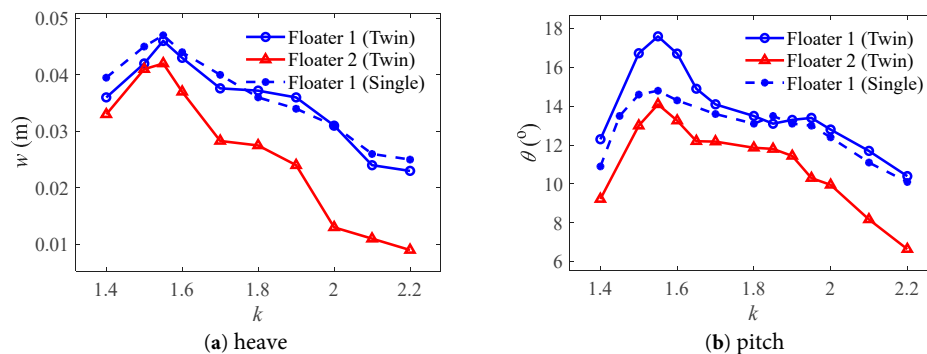 0.05
0.04
0.03
0.02
0.01
w (m)
Floater 1 (Twin)
Floater 2 (Twin)
Floater 1 (Single)
1.4 1.6 1.8 2 2.2
k
(a) heave
18
16
14
12
10
8
6
θ (°)
Floater 1 (Twin)
Floater 2 (Twin)
Floater 1 (Single)
1.4 1.6 1.8 2 2.2
k
(b) pitch